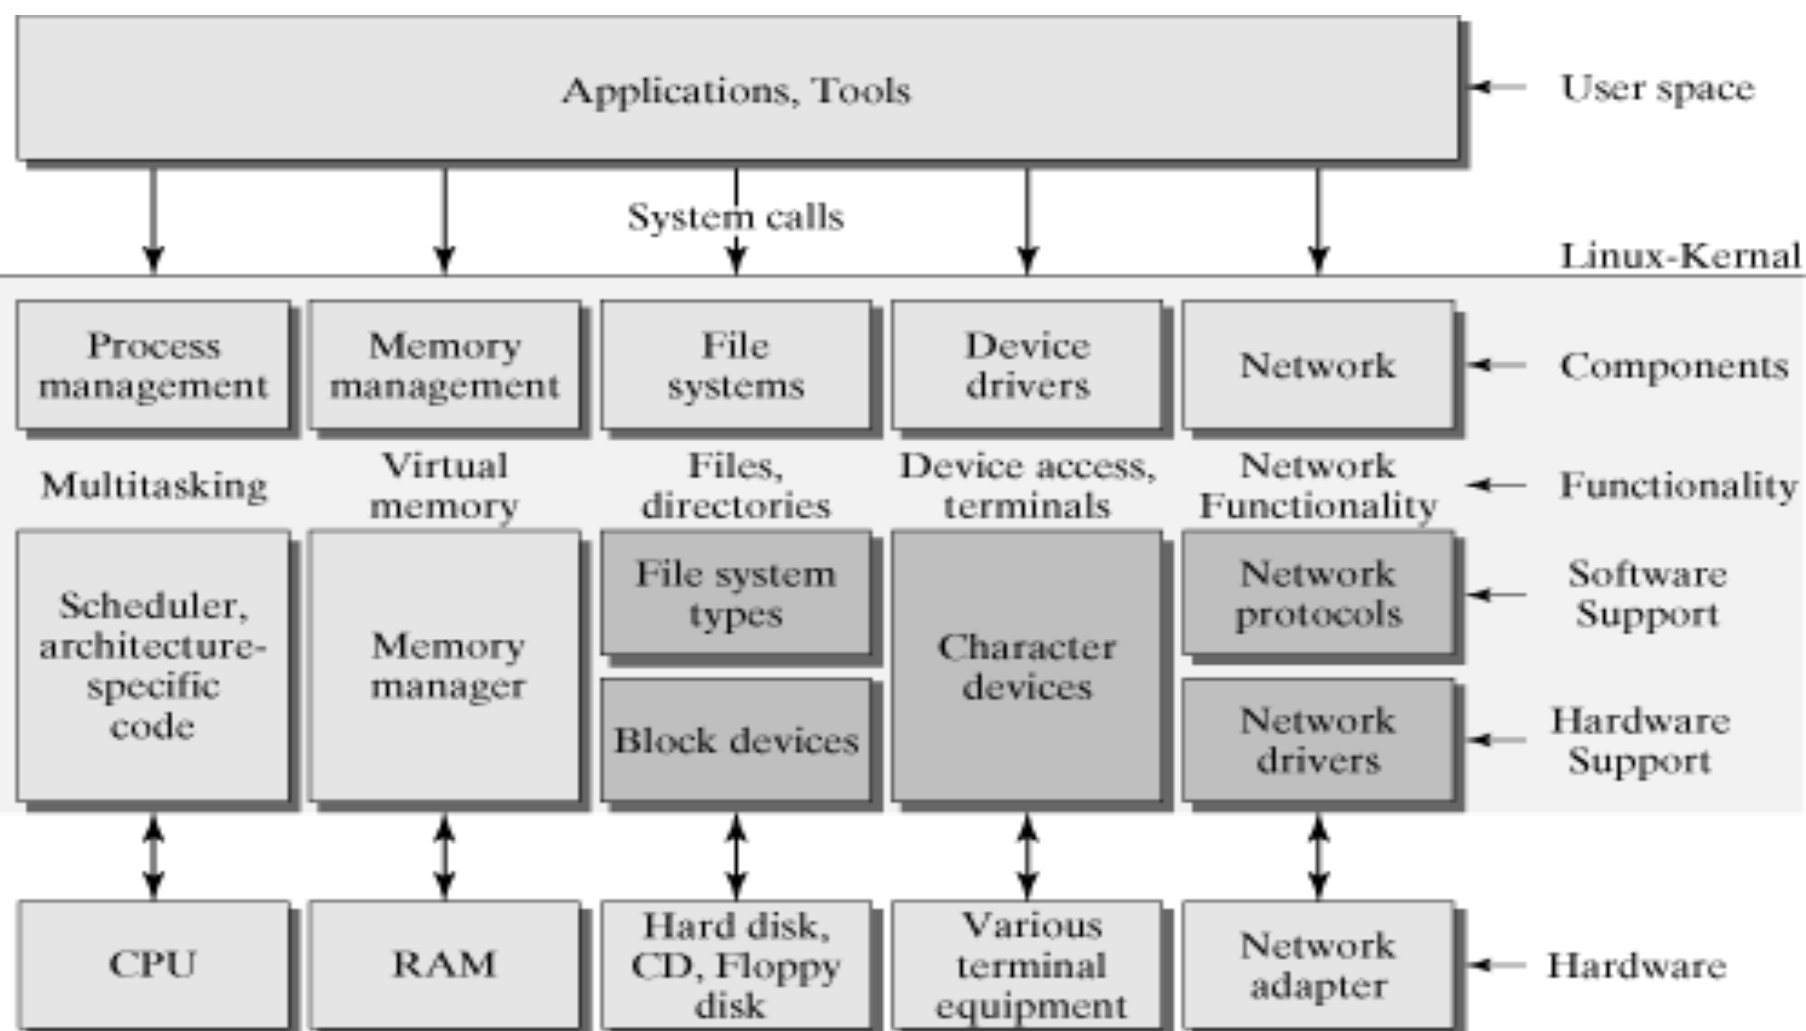 Applications, Tools
User space
System calls
Linux-Kernal
Process
management
Memory
management
File
systems
Device
drivers
Network
Components
Multitasking
Virtual
memory
Files,
directories
Device access,
terminals
Network
Functionality
Functionality
Scheduler,
architecture-
specific
code
Memory
manager
File system
types
Block devices
Character
devices
Network
protocols
Network
drivers
Software
Support
Hardware
Support
CPU
RAM
Hard disk,
CD, Floppy
disk
Various
terminal
equipment
Network
adapter
Hardware